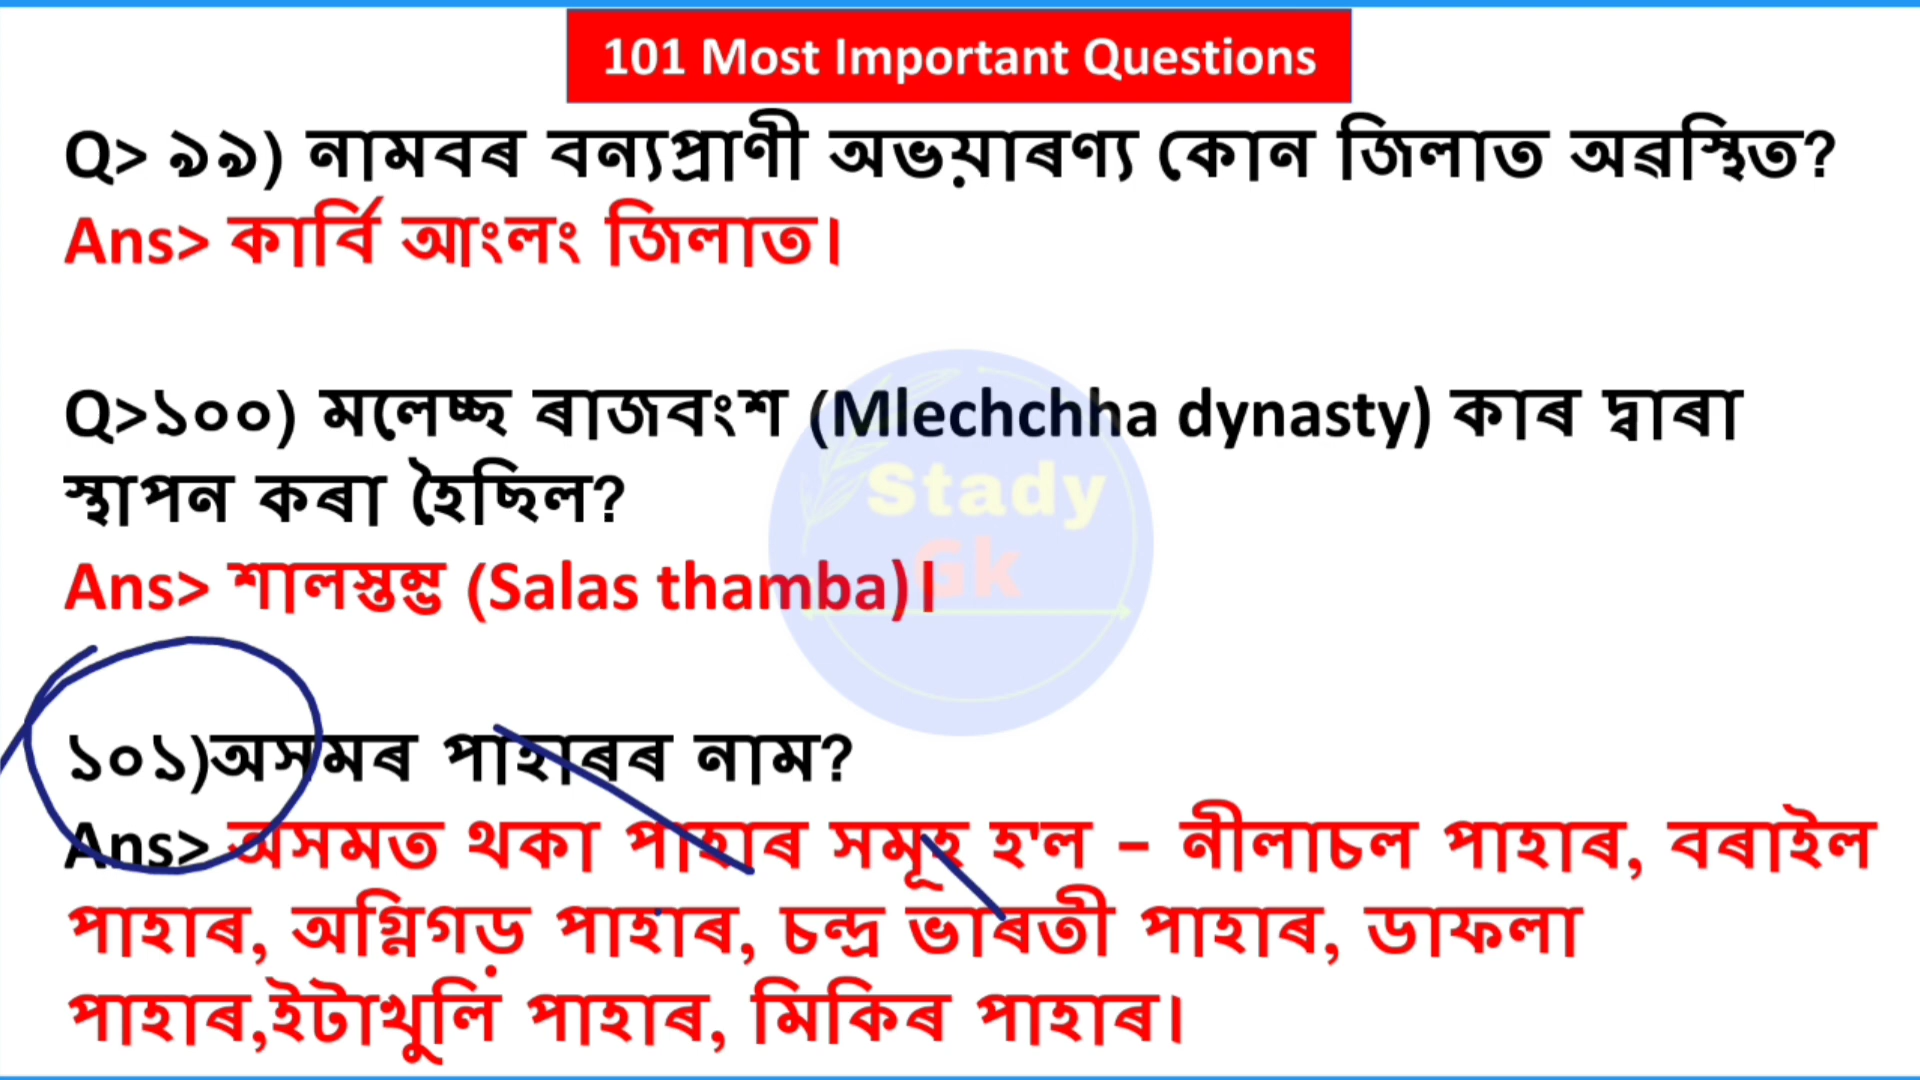 101 Most Important Questions
Q> ৯৯) নামবৰ বন্যপ্ৰাণী অভয়াৰণ্য কোন জিলাত অৱস্থিত?
Ans> কাৰ্বি আংলং জিলাত।
Q>১০০) মলেচ্ছ ৰাজবংশ (Mlechchha dynasty) কাৰ দ্বাৰা
স্থাপন কৰা হৈছিল?
Ans> শালস্তম্ভ (Salas thamba)।
Stady
Gk
১০১)অসমৰ পাহাৰৰ নাম?
Ans> অসমত থকা পাহাৰ সমূহ হ'ল – নীলাচল পাহাৰ, বৰাইল
পাহাৰ, অগ্নিগড় পাহাৰ, চন্দ্ৰ ভাৰতী পাহাৰ, ডাফলা
পাহাৰ,ইটাখুলি পাহাৰ, মিকিৰ পাহাৰ।